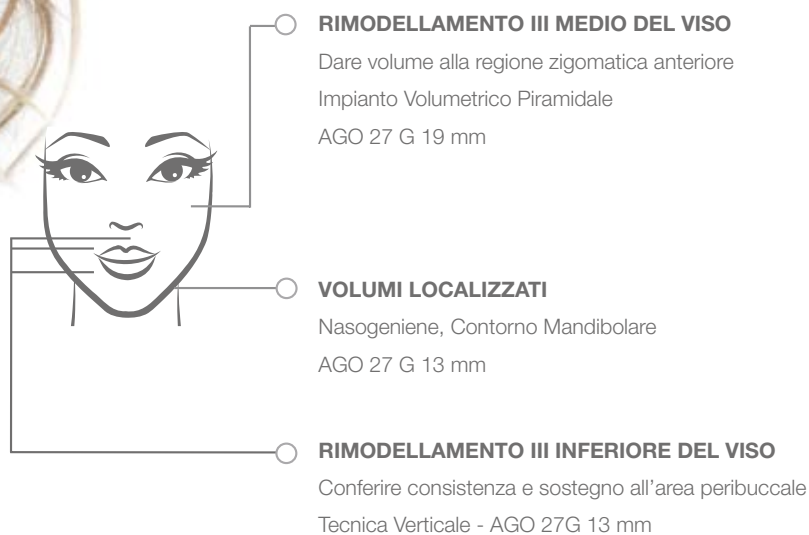 RIMODELLAMENTO III MEDIO DEL VISO
Dare volume alla regione zigomatica anteriore
Impianto Volumetrico Piramidale
AGO 27 G 19 mm
VOLUMI LOCALIZZATI
Nasogeniene, Contorno Mandibolare
AGO 27 G 13 mm
RIMODELLAMENTO III INFERIORE DEL VISO
Conferire consistenza e sostegno all'area peribuccale
Tecnica Verticale - AGO 27G 13 mm